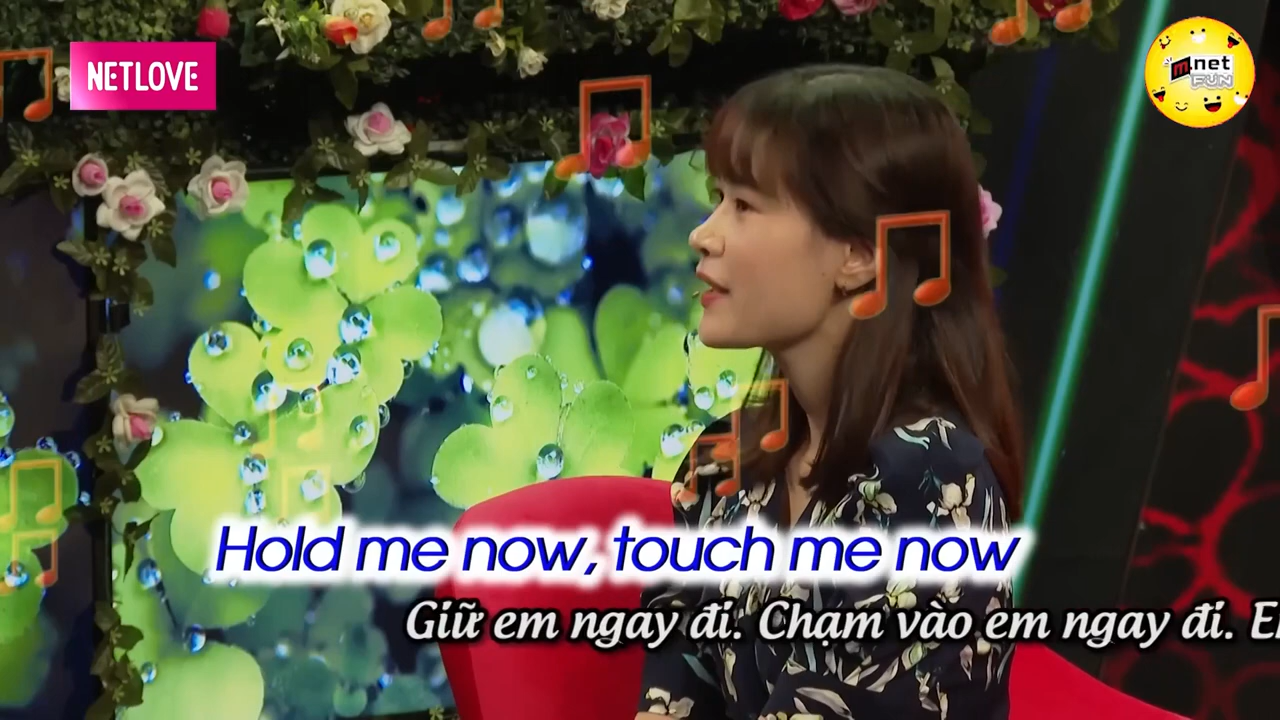 NETLOVE
m.net
FUN
Hold me now, touch me now
Giữ em ngay đi. Chạm vào em ngay đi.